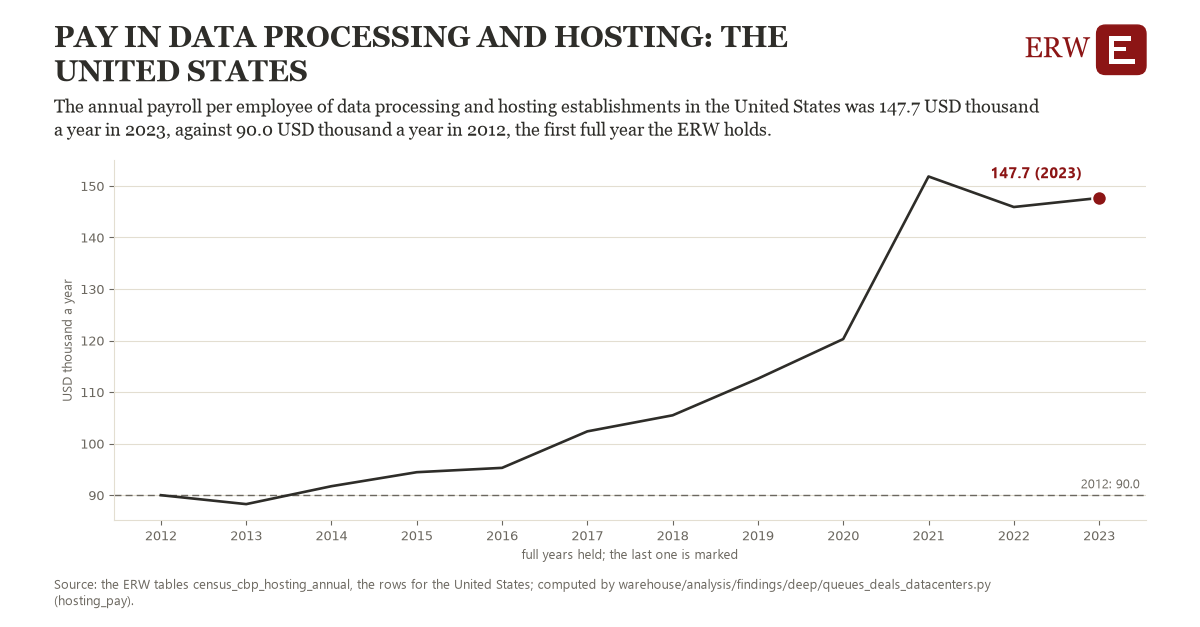 PAY IN DATA PROCESSING AND HOSTING: THE
UNITED STATES
ERW E
The annual payroll per employee of data processing and hosting establishments in the United States was 147.7 USD thousand
a year in 2023, against 90.0 USD thousand a year in 2012, the first full year the ERW holds.
147.7 (2023)
150
140
130
120
110
100
90
USD thousand a year
2012: 90.0
2012 2013 2014 2015 2016 2017 2018 2019 2020 2021 2022 2023
full years held; the last one is marked
Source: the ERW tables census_cbp_hosting_annual, the rows for the United States; computed by warehouse/analysis/findings/deep/queues_deals_datacenters.py
(hosting_pay).